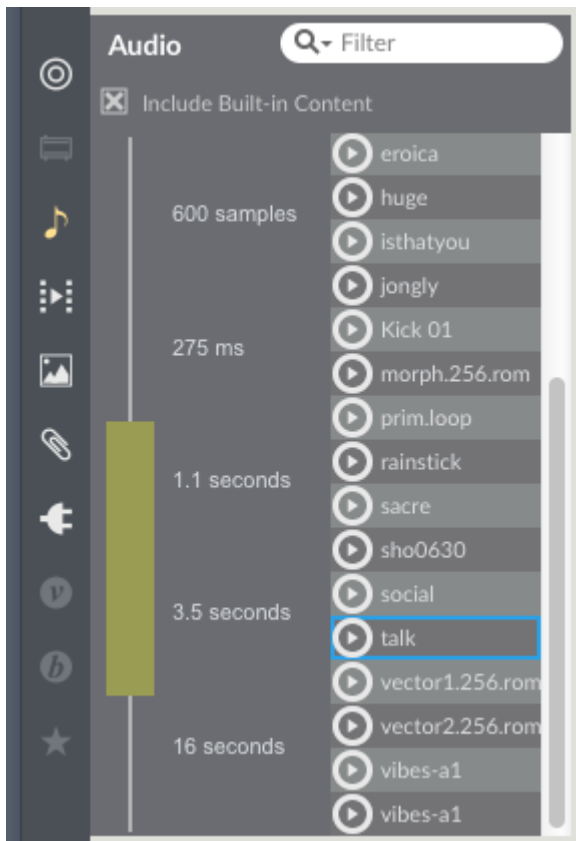 Audio
Filter
Include Built-in Content
600 samples
275 ms
1.1 seconds
3.5 seconds
16 seconds
eroica
huge
isthatyou
jongly
Kick 01
morph.256.rom
prim.loop
rainstick
sacre
sho0630
social
talk
vector1.256.rom
vector2.256.rom
vibes-a1
vibes-a1
v
b